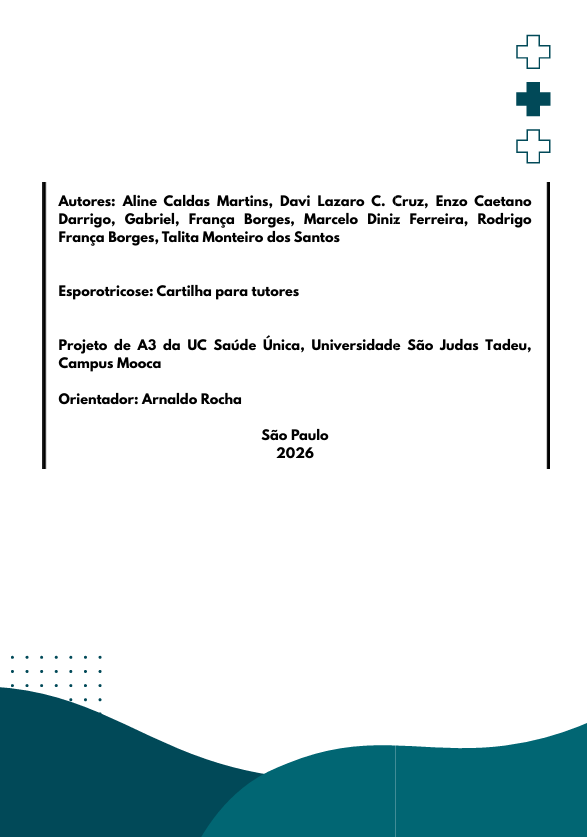 Autores: Aline Caldas Martins, Davi Lazaro C. Cruz, Enzo Caetano
Darrigo, Gabriel, França Borges, Marcelo Diniz Ferreira, Rodrigo
França Borges, Talita Monteiro dos Santos
Esporotricose: Cartilha para tutores
Projeto de A3 da UC Saúde Única, Universidade São Judas Tadeu,
Campus Mooca
Orientador: Arnaldo Rocha
São Paulo
2026